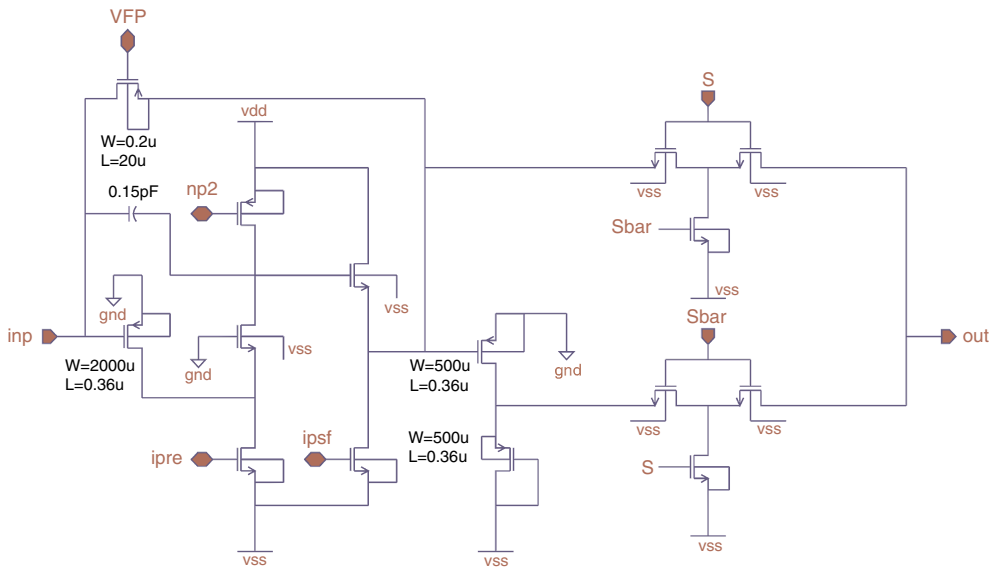 VFP
W=0.2u
L=20u
vdd
S
0.15pF
np2
vss
vss
Sbar
vss
vss
gnd
inp
W=2000u
L=0.36u
gnd
vss
W=500u
L=0.36u
gnd
Sbar
out
vss
vss
ipre
ipsf
W=500u
L=0.36u
S
vss
vss
vss